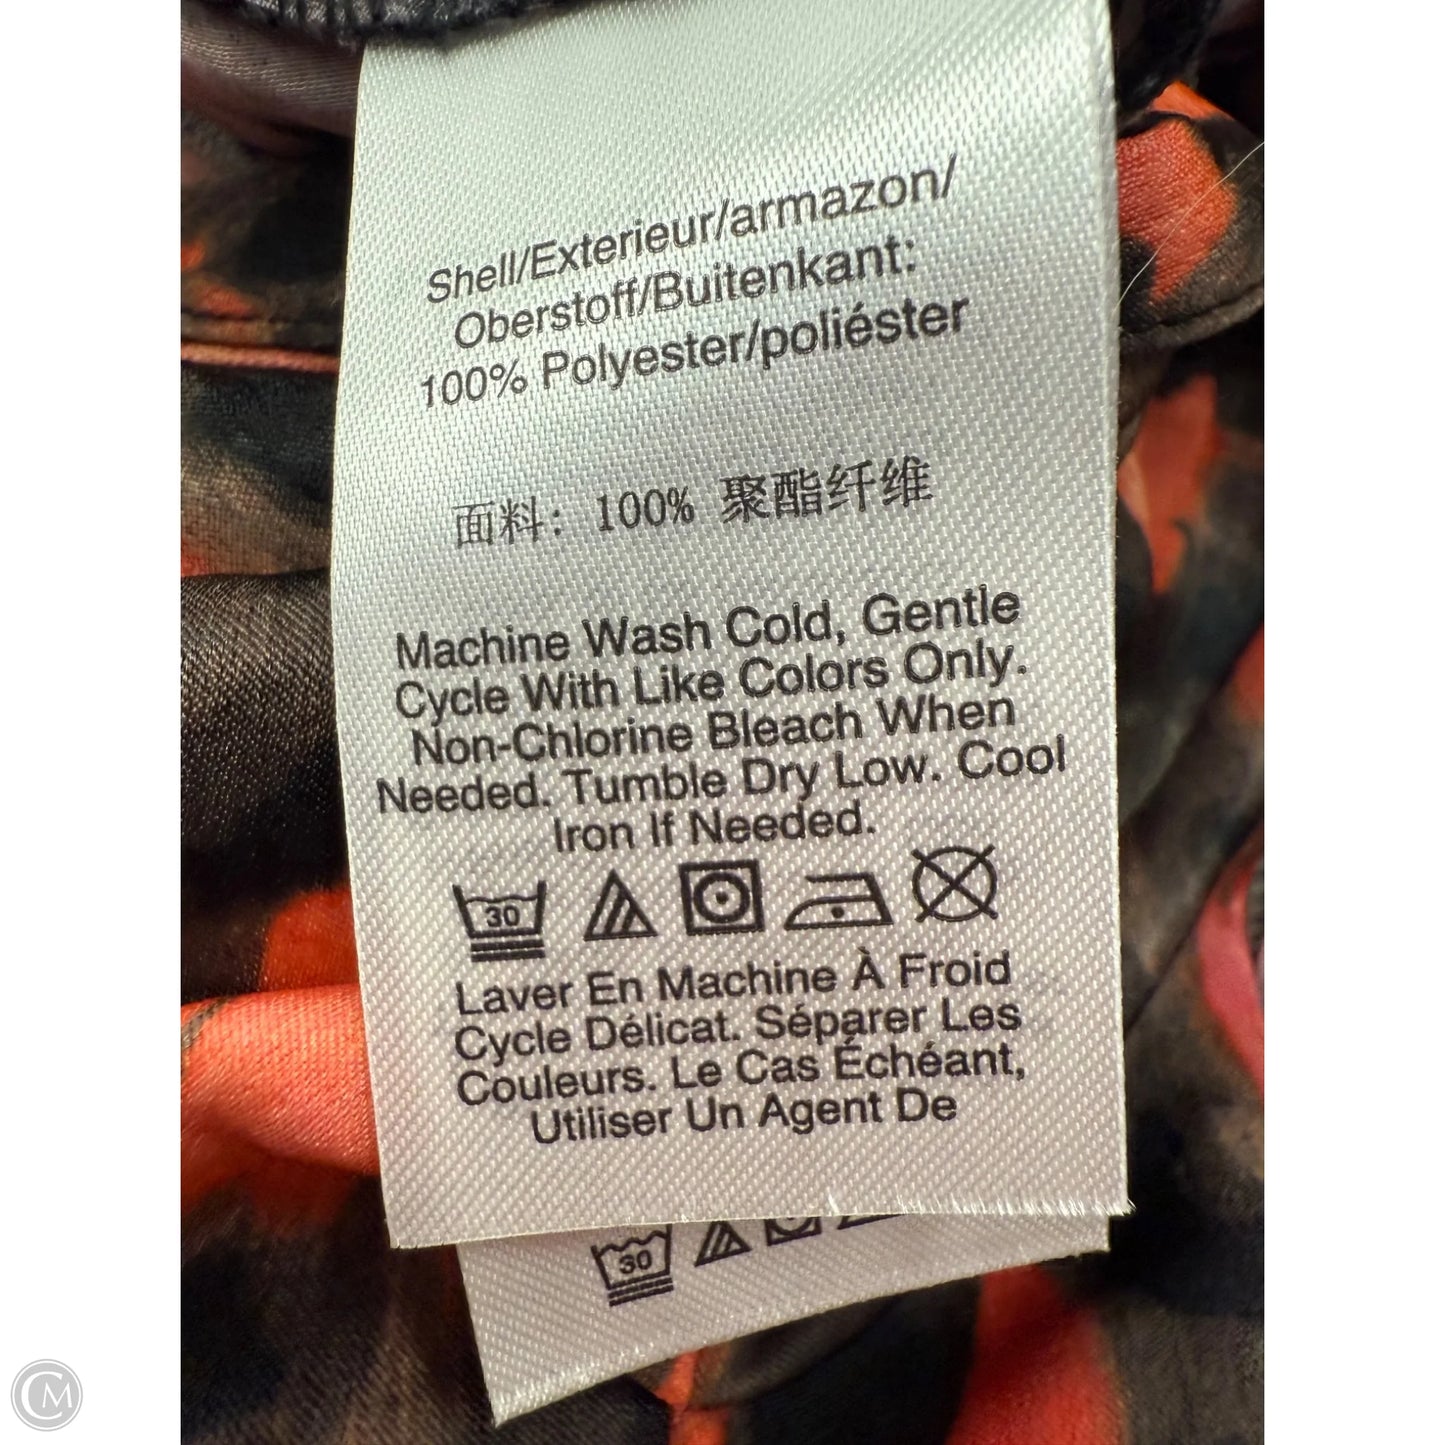 Shell/Exterieur/armazon/
Oberstoff/Buitenkant:
100% Polyester/poliéster
面料: 100% 聚酯纤维
Machine Wash Cold, Gentle
Cycle With Like Colors Only.
Non-Chlorine Bleach When
Needed. Tumble Dry Low. Cool
Iron If Needed.
30
Laver En Machine À Froid
Cycle Délicat. Séparer Les
Couleurs. Le Cas Échéant,
Utiliser Un Agent De
30
CM